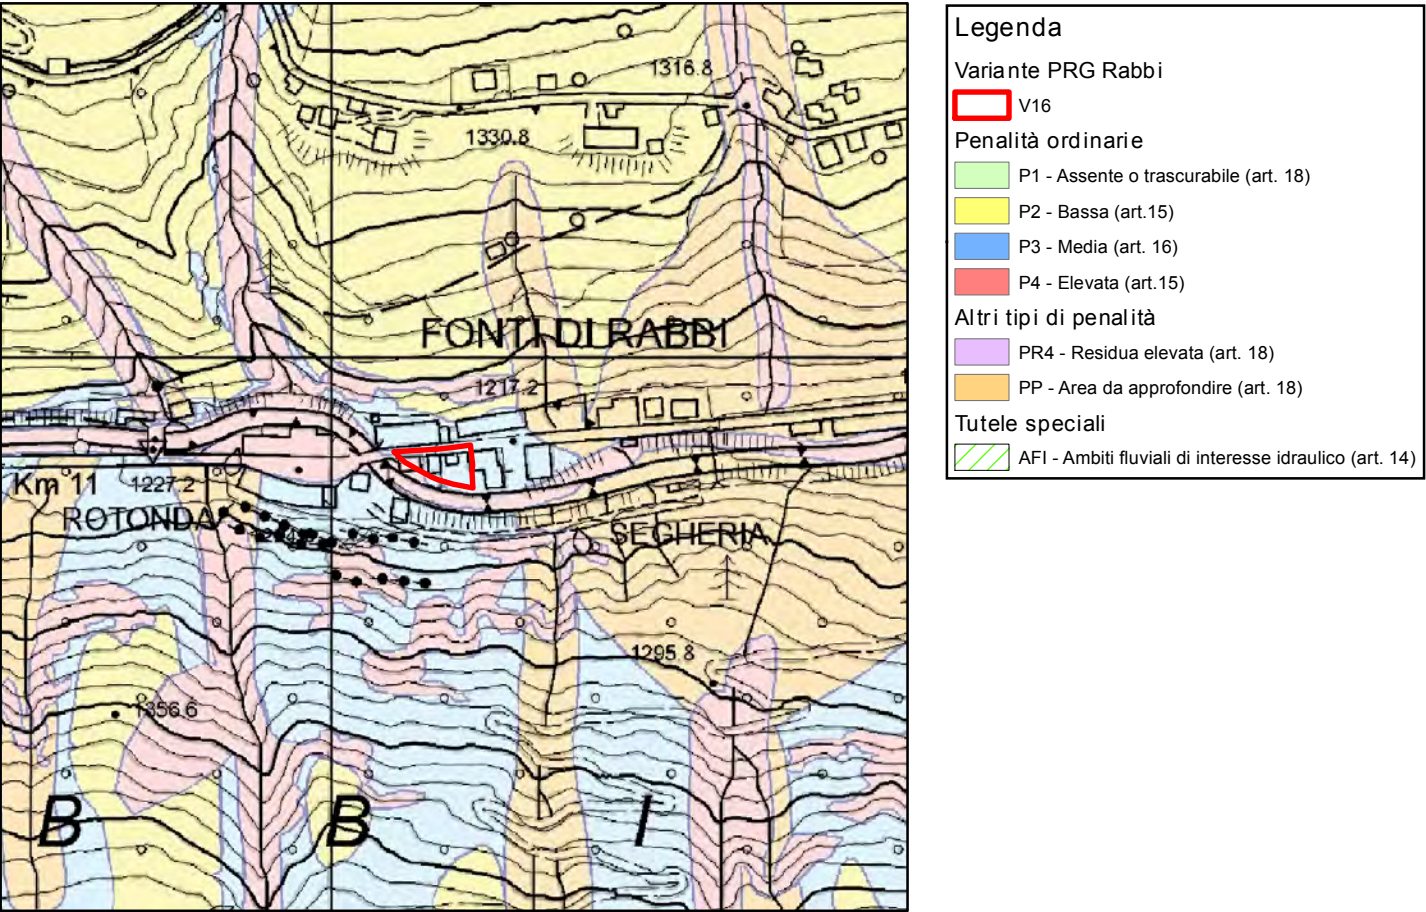 1316.8
1330.8
FONTI DI RABBI
1217.2
Km 11
1227.2
ROTONDA
SEGHERIA
1295.8
1356.6
B B I
Legenda
Variante PRG Rabbi
V16
Penalità ordinarie
P1 - Assente o trascurabile (art. 18)
P2 - Bassa (art.15)
P3 - Media (art. 16)
P4 - Elevata (art.15)
Altri tipi di penalità
PR4 - Residua elevata (art. 18)
PP - Area da approfondire (art. 18)
Tutele speciali
AFI - Ambiti fluviali di interesse idraulico (art. 14)